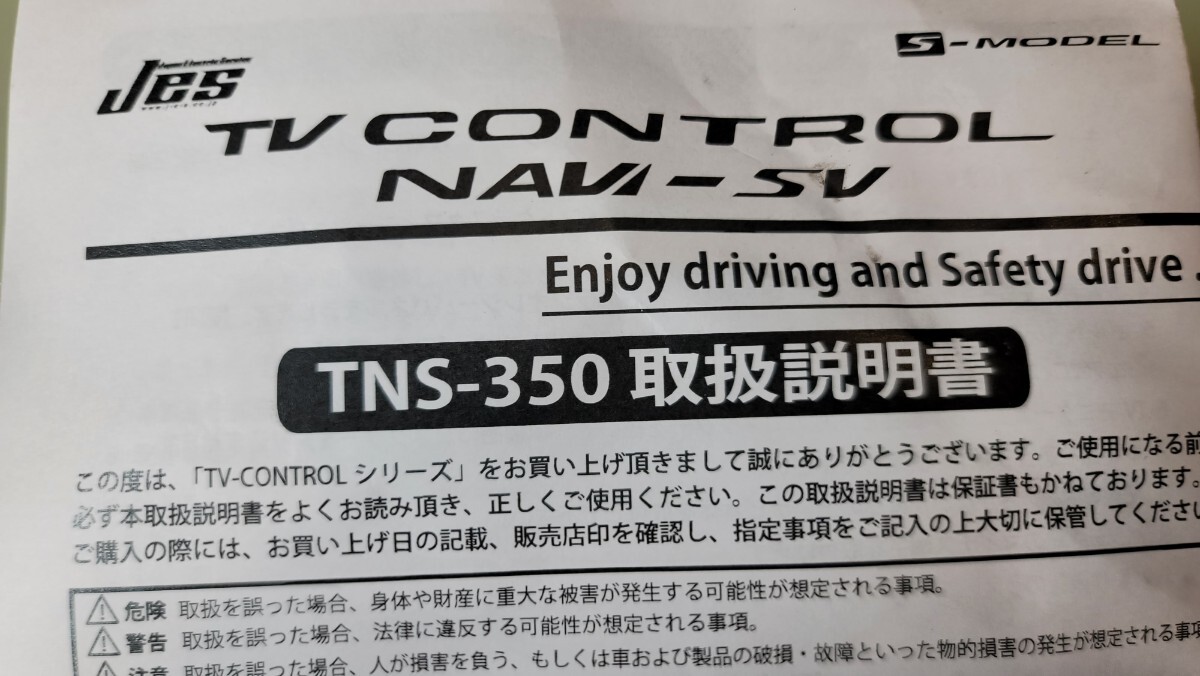 S-MODEL
Jes
TV CONTROL
NAVI-SV
Enjoy driving and Safety drive .
TNS-350 取扱説明書
この度は、「TV-CONTROL シリーズ」をお買い上げ頂きまして誠にありがとうございます。ご使用になる前
必ず本取扱説明書をよくお読み頂き、正しくご使用ください。この取扱説明書は保証書もかねております。
ご購入の際には、お買い上げ日の記載、販売店印を確認し、指定事項をご記入の上大切に保管してくださ
危険 取扱を誤った場合、身体や財産に重大な被害が発生する可能性が想定される事項。
警告 取扱を誤った場合、法律に違反する可能性が想定される事項。
注意 取扱を誤った場合、人が損害を負う、もしくは車および製品の破損・故障といった物的損害の発生が想定される事項